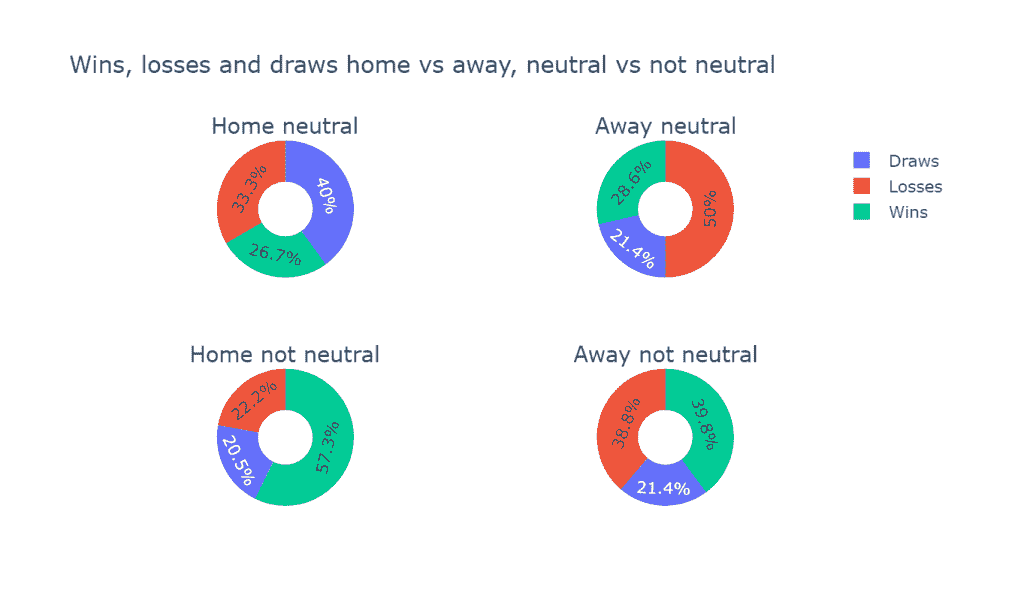 Wins, losses and draws home vs away, neutral vs not neutral
Home neutral
33.3%
40%
26.7%
Away neutral
28.6%
50%
21.4%
Draws
Losses
Wins
Home not neutral
22.2%
57.3%
20.5%
Away not neutral
38.8%
39.8%
21.4%